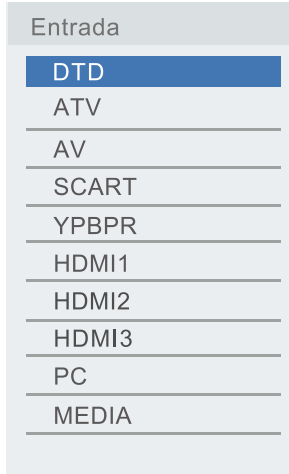 Entrada
DTD
ATV
AV
SCART
YPBPR
HDMI1
HDMI2
HDMI3
PC
MEDIA